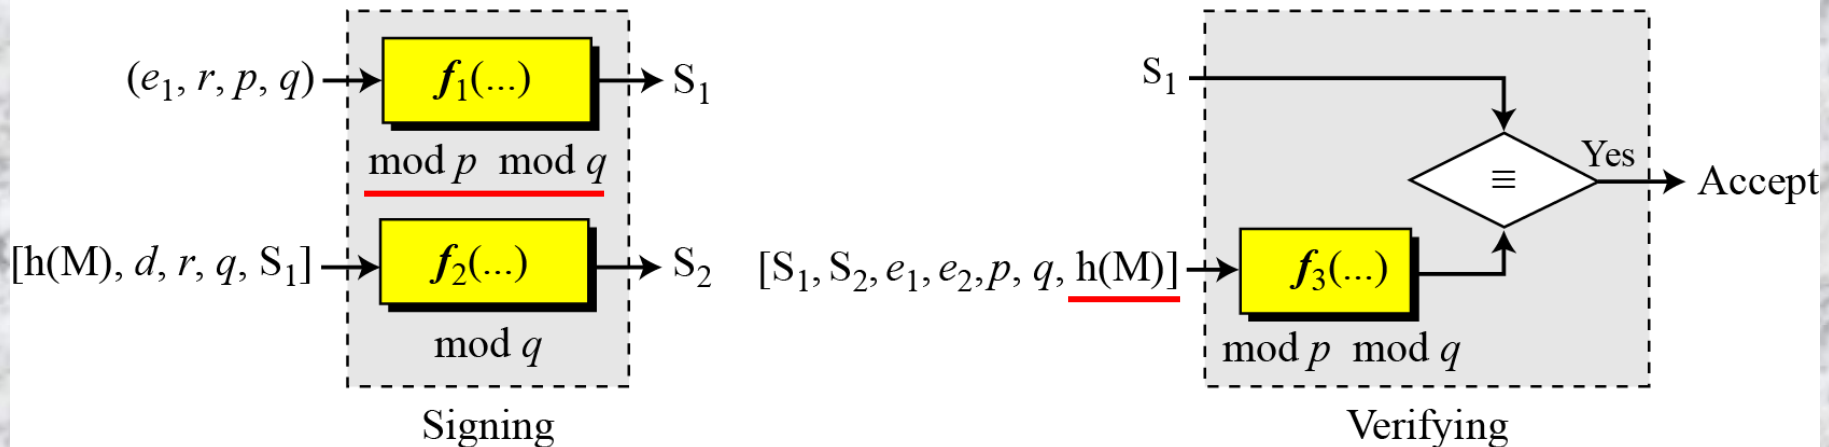 (e₁, r, p, q)
f₁(...)
S₁
mod p mod q
[h(M), d, r, q, S₁]
f₂(...)
S₂
mod q
Signing
S₁
≡
Yes
Accept
[S₁, S₂, e₁, e₂, p, q, h(M)]
f₃(...)
mod p mod q
Verifying